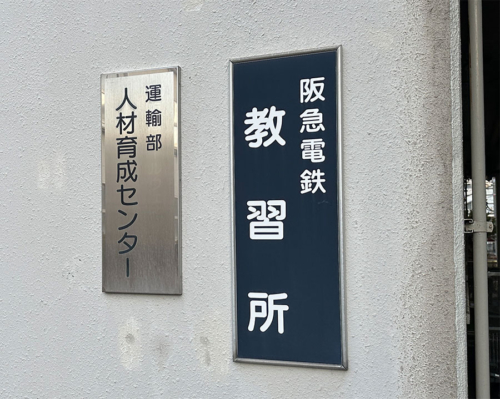 阪急電鉄
教習所
運輸部
人材育成センター